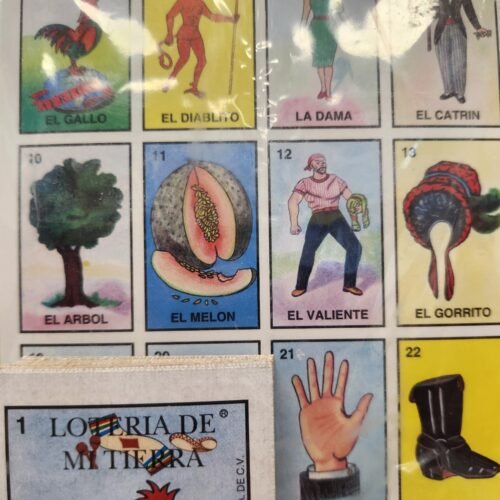 EL GALLO
EL DIABLITO
LA DAMA
EL CATRIN
10
11
12
13
EL ARBOL
EL MELON
EL VALIENTE
EL GORRITO
21
22
1
LOTERIA DE®
MI TIERRA
DE C.V.